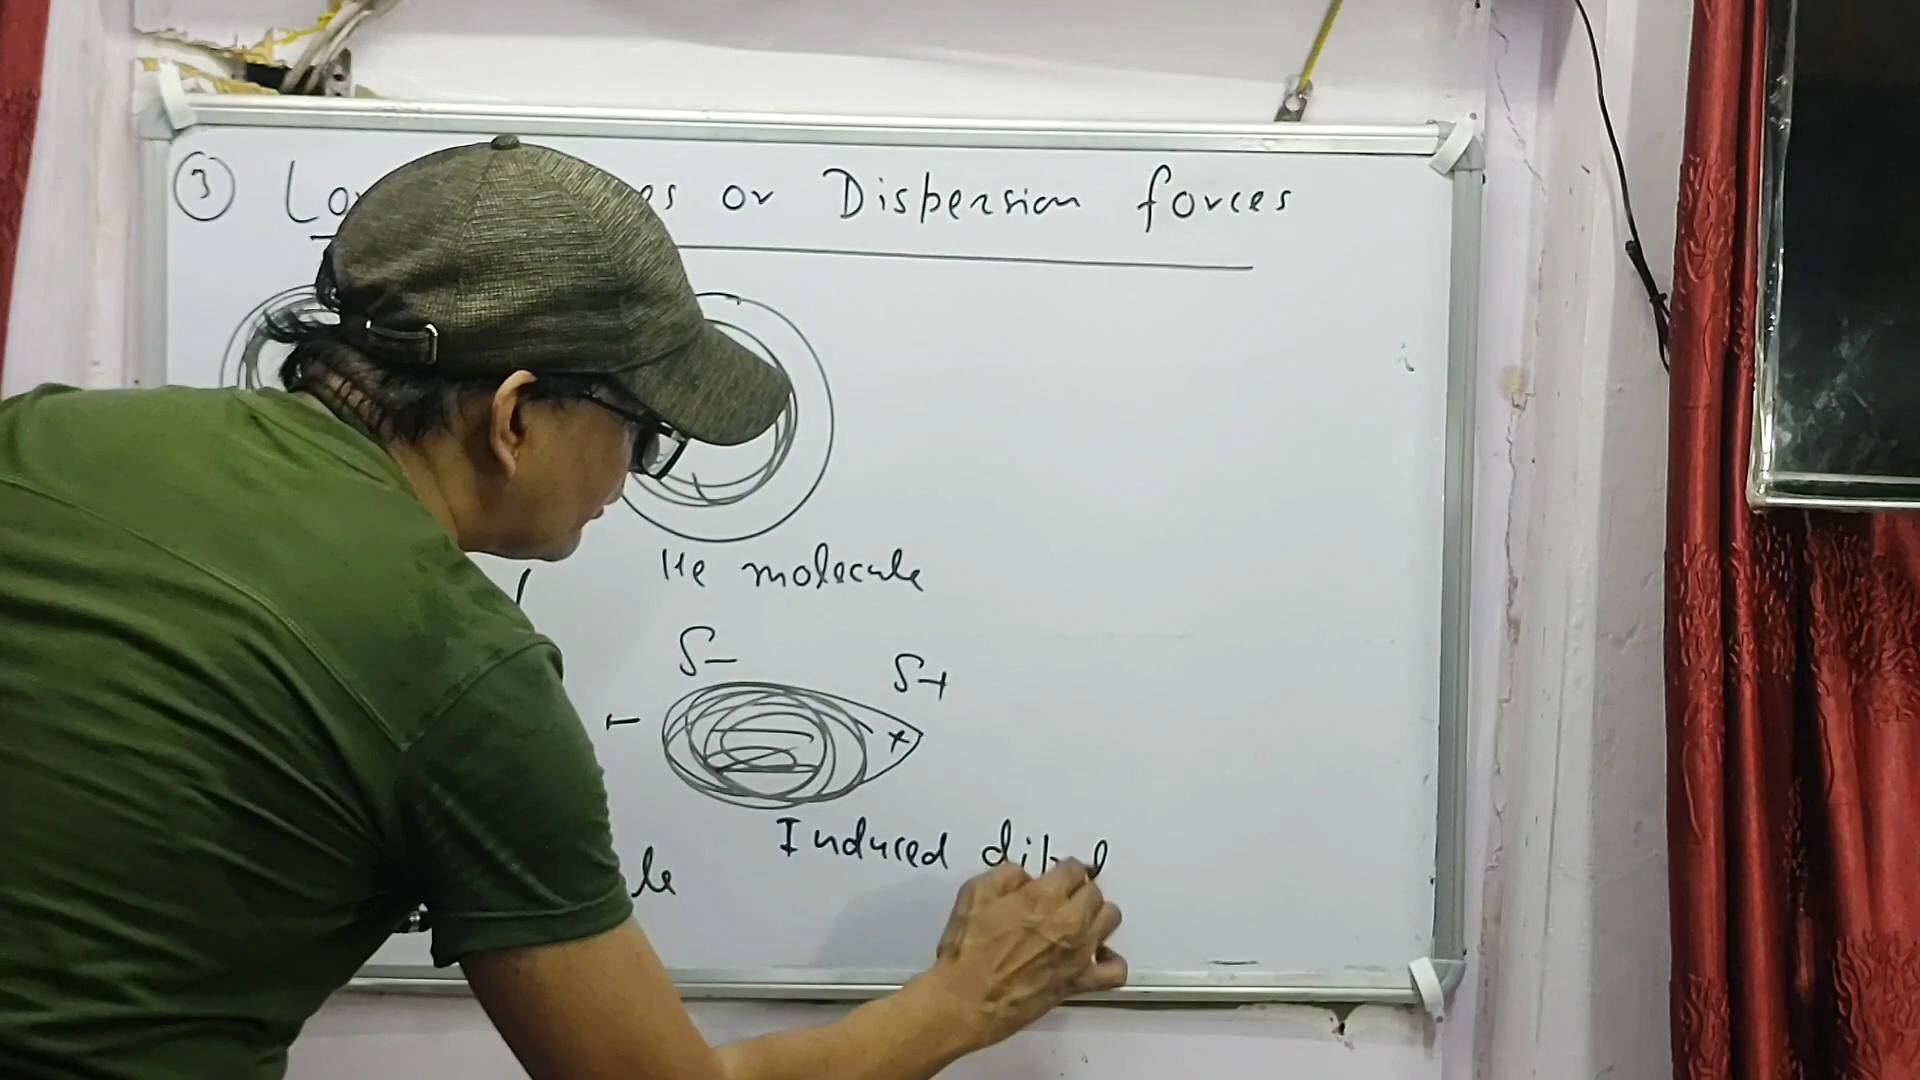 ③ Lo es or Dispersion forces
He molecule
δ- δ+
- +
Induced dipol
le